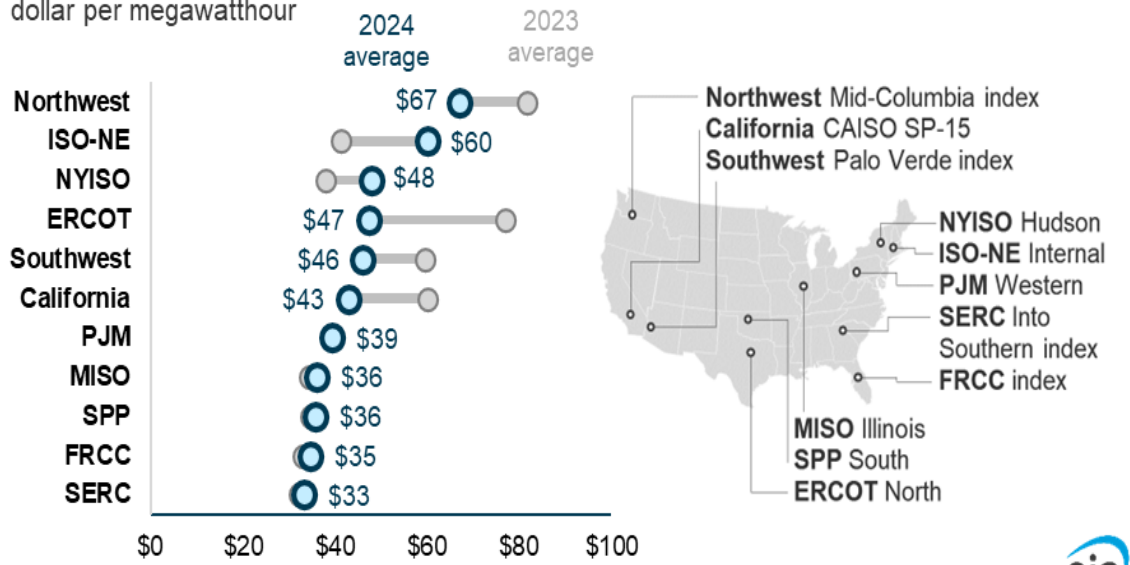 dollar per megawatthour
2024
average
2023
average
Northwest
$67
ISO-NE
$60
NYISO
$48
ERCOT
$47
Southwest
$46
California
$43
PJM
$39
MISO
$36
SPP
$36
FRCC
$35
SERC
$33
$0
$20
$40
$60
$80
$100
Northwest Mid-Columbia index
California CAISO SP-15
Southwest Palo Verde index
NYISO Hudson
ISO-NE Internal
PJM Western
SERC Into
Southern index
FRCC index
MISO Illinois
SPP South
ERCOT North